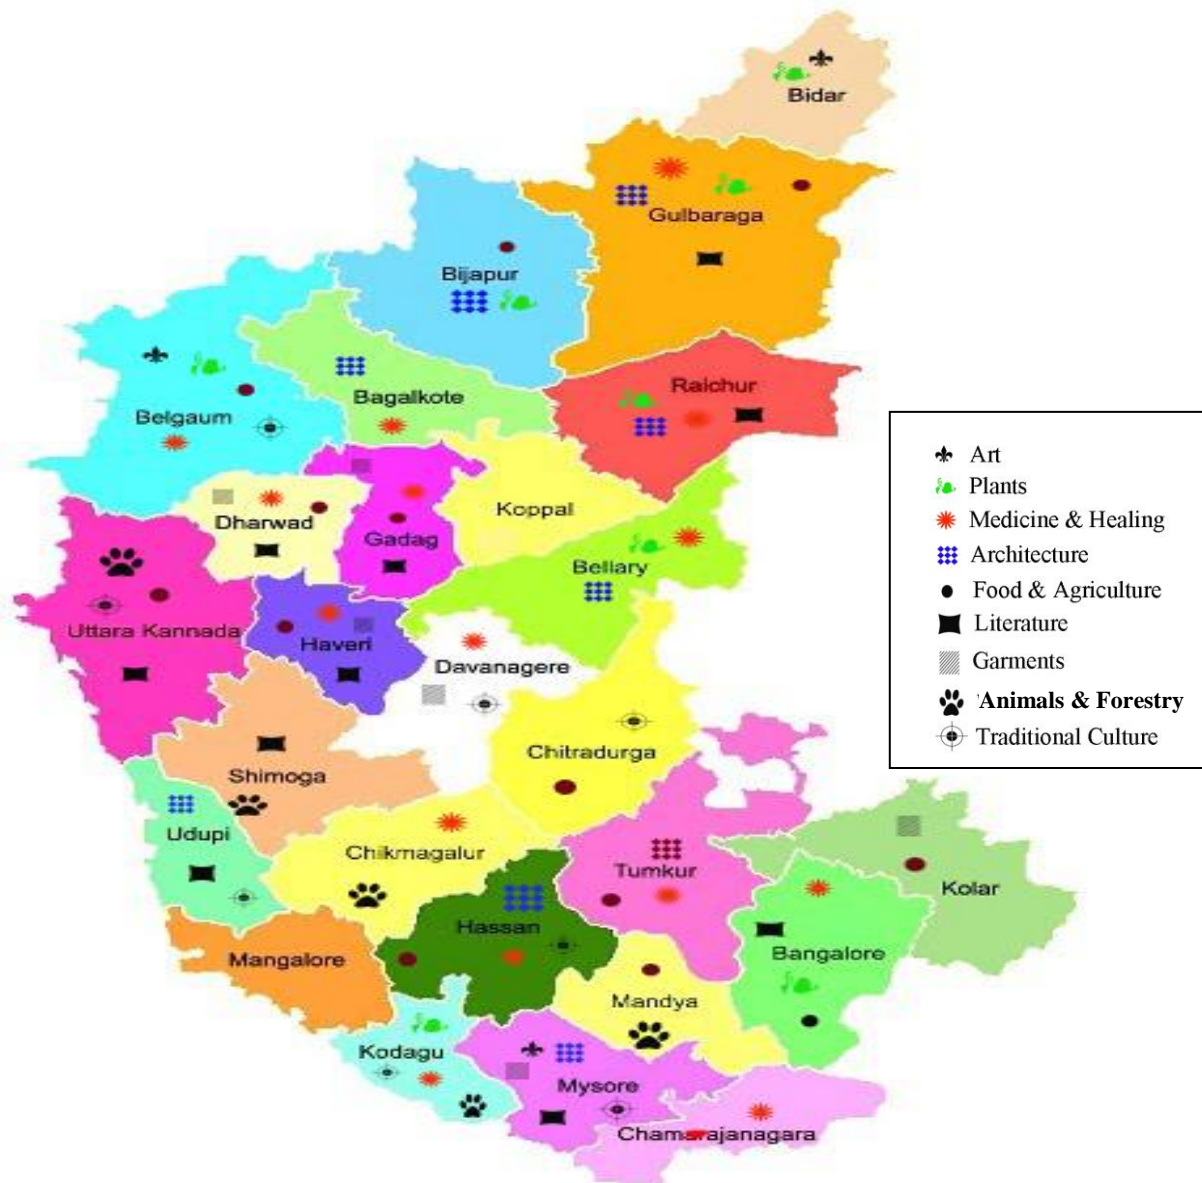 Bidar
Gulbaraga
Bijapur
Raichur
Bagalkote
Belgaum
Koppal
Dharwad
Gadag
Bellary
Uttara Kannada
Haveri
Davanagere
Chitradurga
Shimoga
Udupi
Chikmagalur
Tumkur
Kolar
Hassan
Bangalore
Mangalore
Mandya
Kodagu
Mysore
Chamarajanagara
Art
Plants
Medicine & Healing
Architecture
Food & Agriculture
Literature
Garments
Animals & Forestry
Traditional Culture